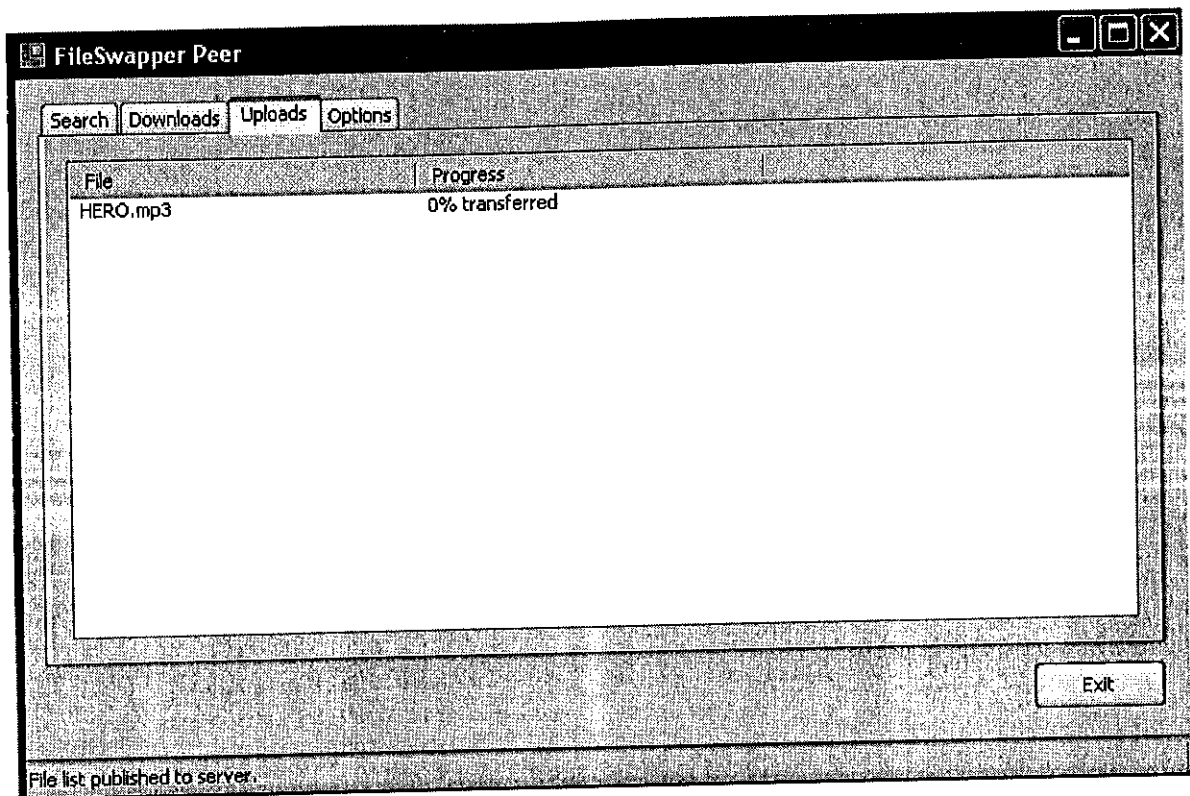 FileSwapper Peer
Search Downloads Uploads Options
File Progress
HERO.mp3 0% transferred
Exit
File list published to server.